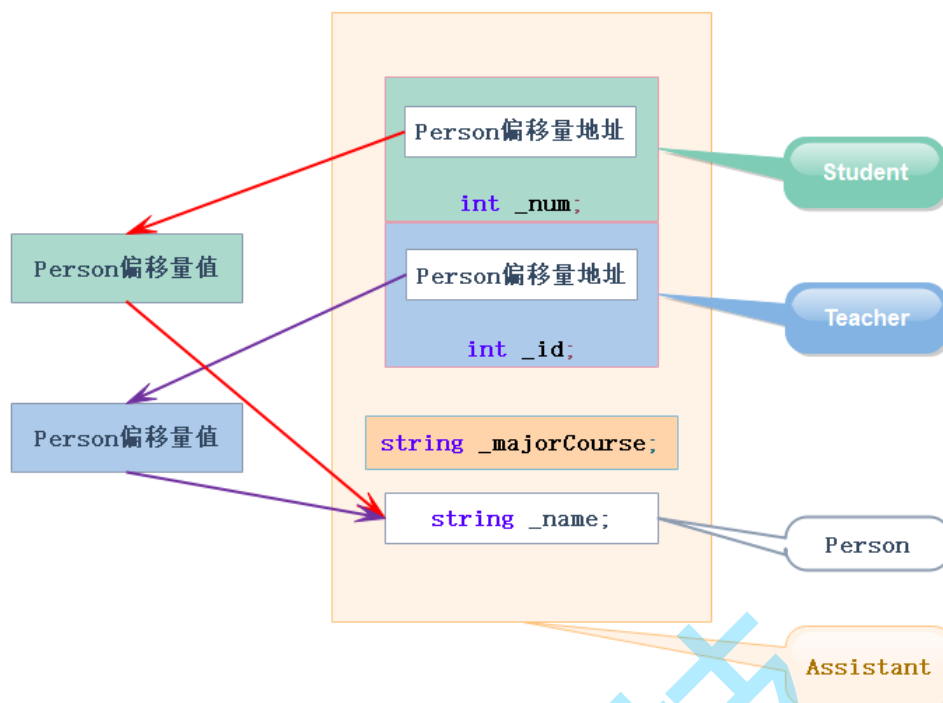 Person偏移量地址
Student
int _num;
Person偏移量值
Person偏移量地址
Teacher
int _id;
Person偏移量值
string _majorCourse;
string _name;
Person
Assistant